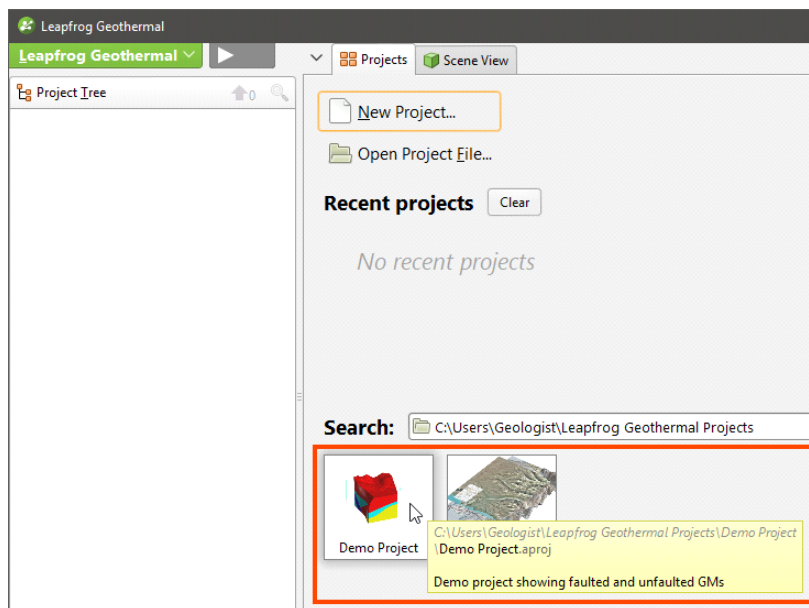 Leapfrog Geothermal
Leapfrog Geothermal
Projects
Scene View
Project Tree
0
New Project...
Open Project File...
Recent projects
Clear
No recent projects
Search:
C:\Users\Geologist\Leapfrog Geothermal Projects
Demo Project
C:\Users\Geologist\Leapfrog Geothermal Projects\Demo Project
\Demo Project.aproj
Demo project showing faulted and unfaulted GMs